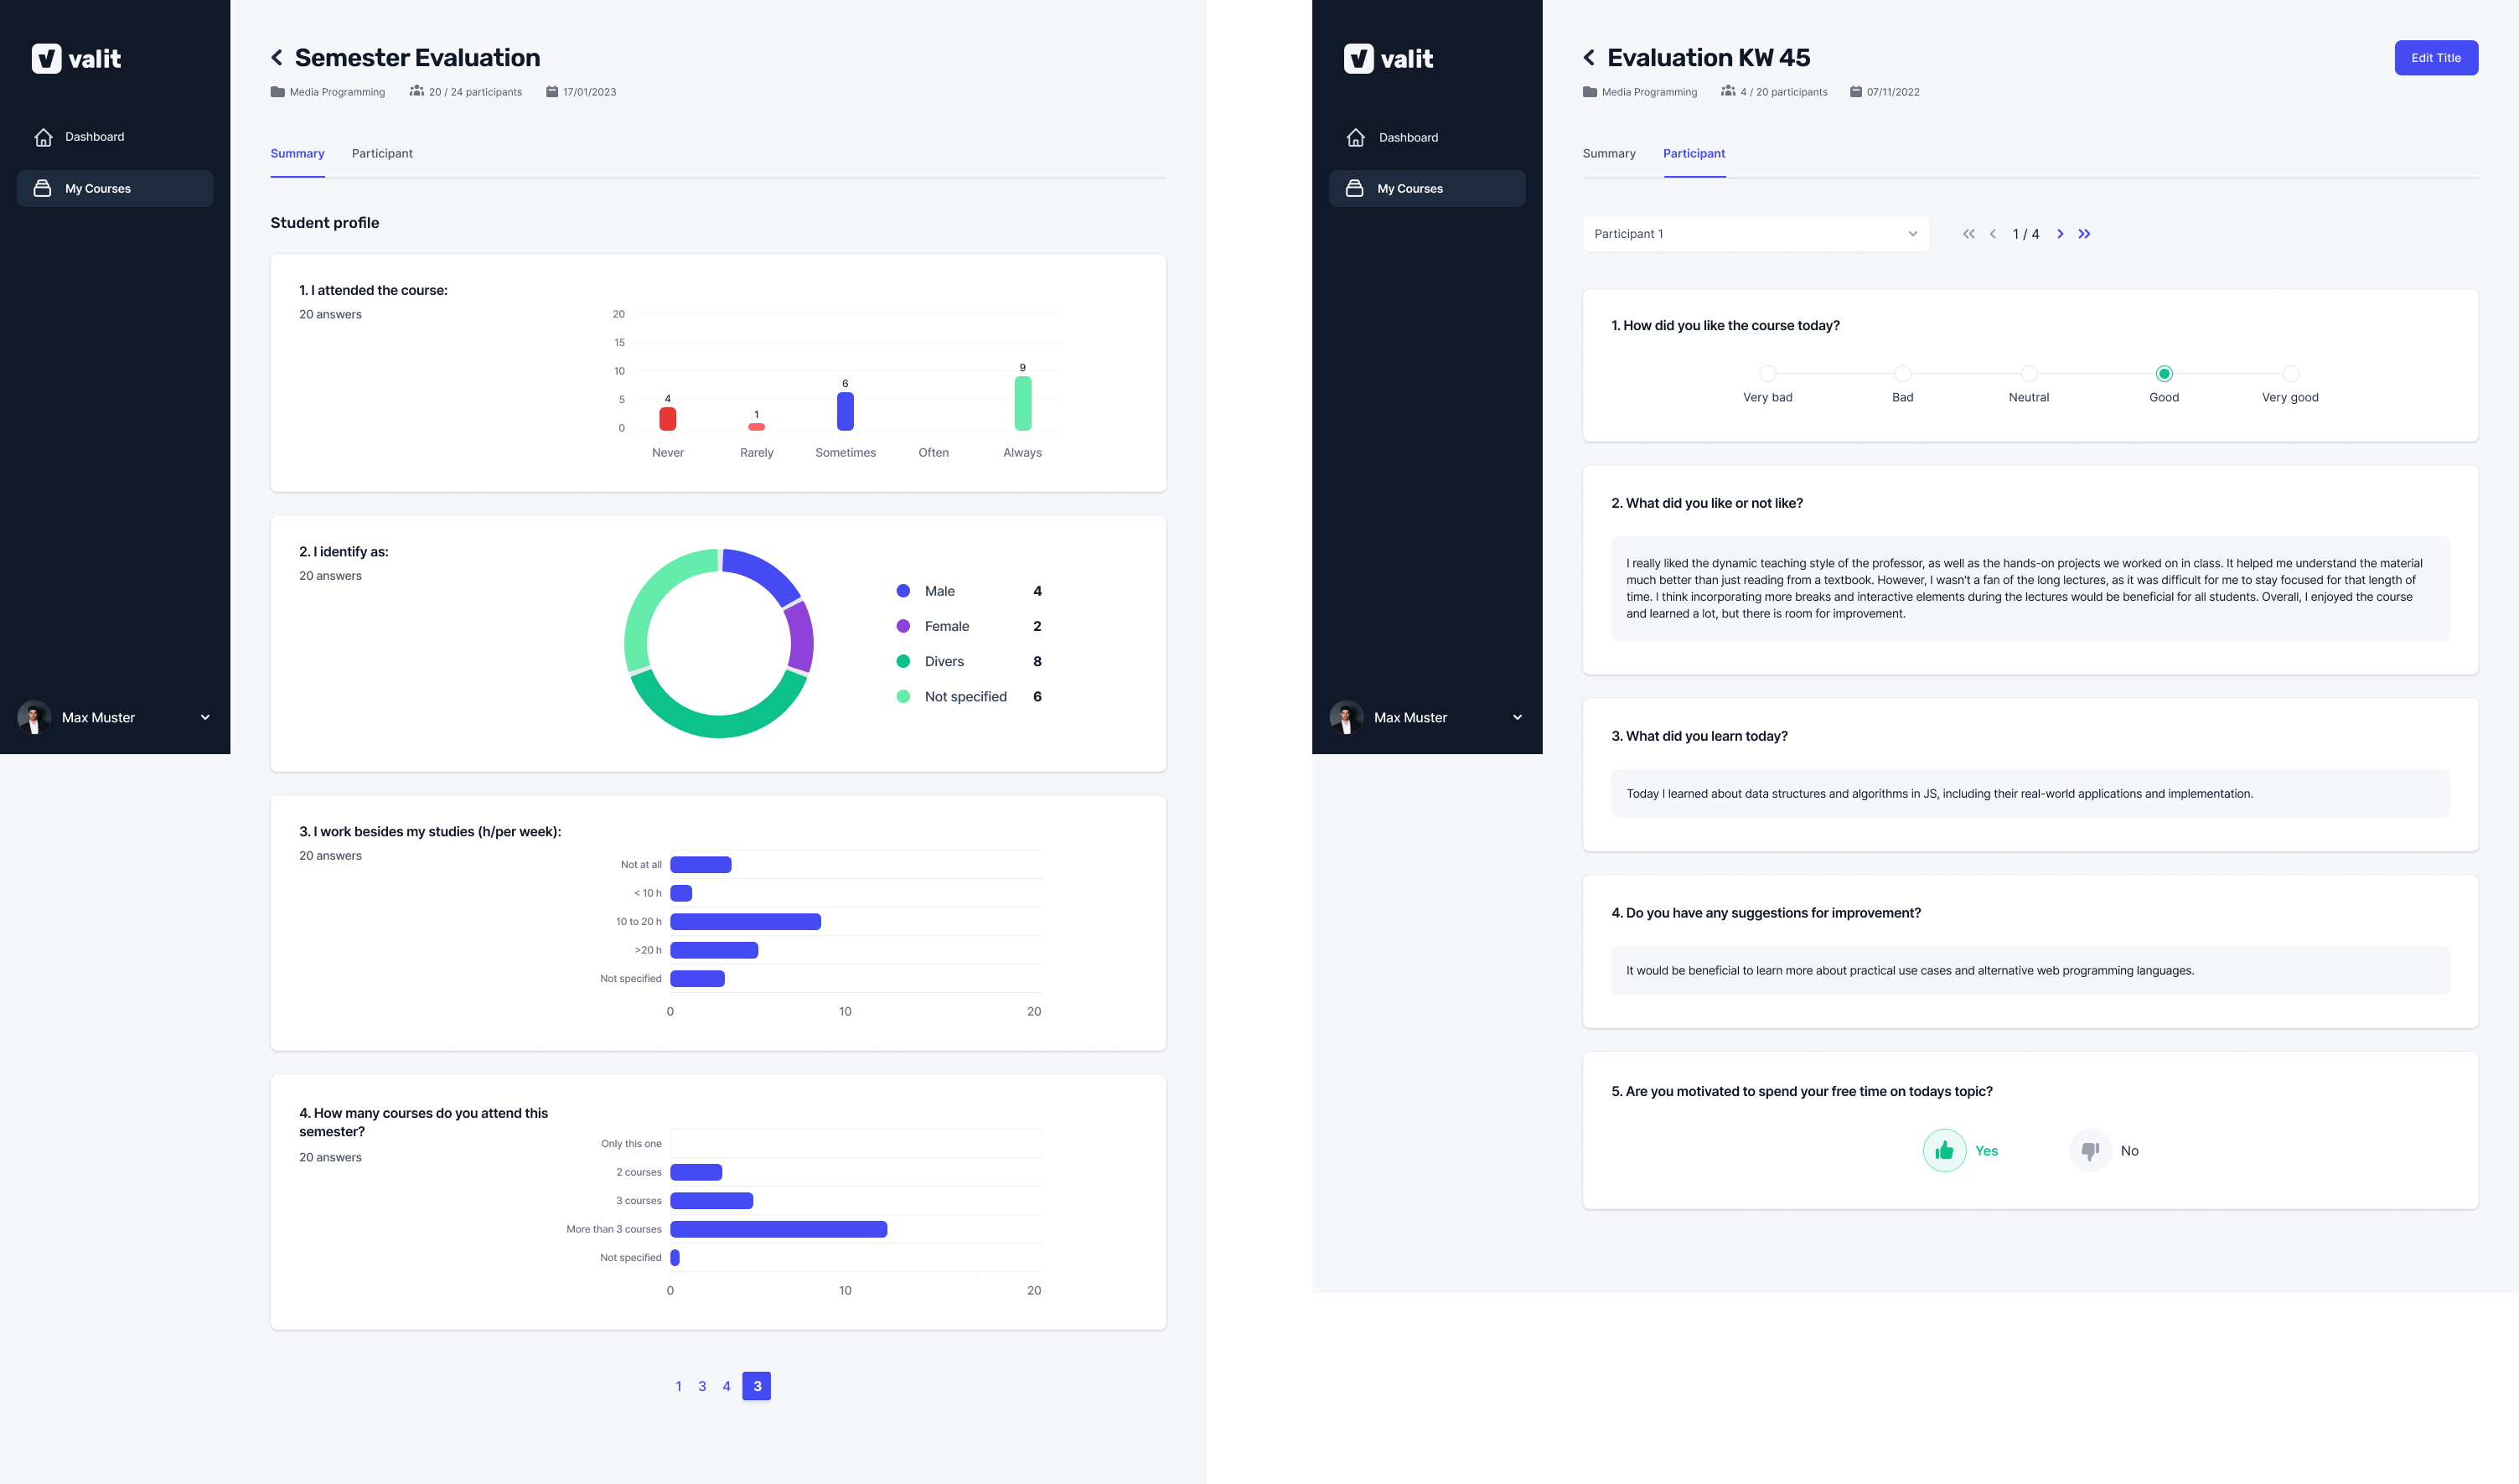 valit
Dashboard
My Courses
Max Muster
Semester Evaluation
Media Programming 20 / 24 participants 17/01/2023
Summary Participant
Student profile
1. I attended the course:
20 answers
20
15
10
5
0
4
1
6
9
Never Rarely Sometimes Often Always
2. I identify as:
20 answers
Male 4
Female 2
Divers 8
Not specified 6
3. I work besides my studies (h/per week):
20 answers
Not at all
< 10 h
10 to 20 h
>20 h
Not specified
0 10 20
4. How many courses do you attend this
semester?
20 answers
Only this one
2 courses
3 courses
More than 3 courses
Not specified
0 10 20
1 3 4 3
valit
Dashboard
My Courses
Max Muster
Evaluation KW 45
Edit Title
Media Programming 4 / 20 participants 07/11/2022
Summary Participant
Participant 1
1 / 4
1. How did you like the course today?
Very bad Bad Neutral Good Very good
2. What did you like or not like?
I really liked the dynamic teaching style of the professor, as well as the hands-on projects we worked on in class. It helped me understand the material
much better than just reading from a textbook. However, I wasn't a fan of the long lectures, as it was difficult for me to stay focused for that length of
time. I think incorporating more breaks and interactive elements during the lectures would be beneficial for all students. Overall, I enjoyed the course
and learned a lot, but there is room for improvement.
3. What did you learn today?
Today I learned about data structures and algorithms in JS, including their real-world applications and implementation.
4. Do you have any suggestions for improvement?
It would be beneficial to learn more about practical use cases and alternative web programming languages.
5. Are you motivated to spend your free time on todays topic?
Yes No